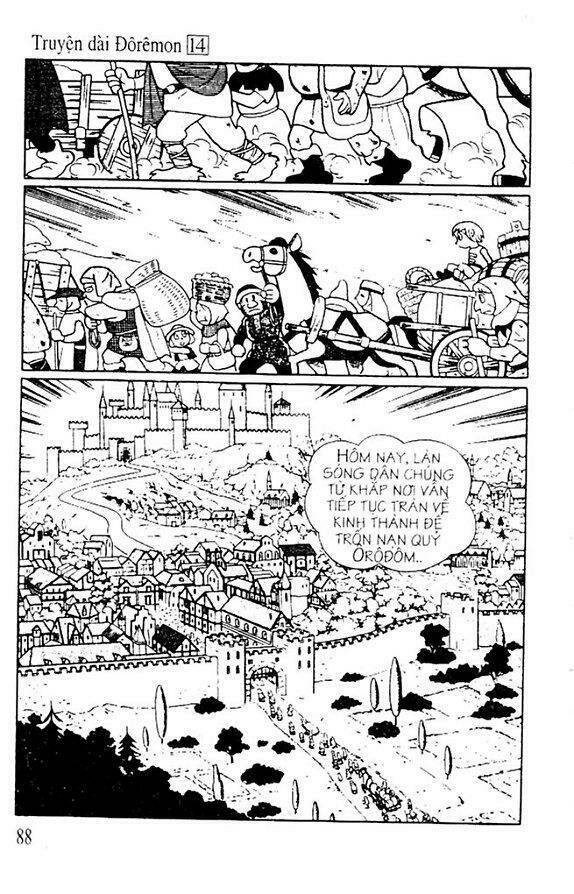 Truyện dài Đôrêmon 14
HÔM NAY, LÀN
SÓNG DÂN CHÚNG
TỪ KHẮP NƠI VẪN
TIẾP TỤC TRÀN VỀ
KINH THÀNH ĐỂ
TRỐN NẠN QUỶ
ORÔĐÔM..
88